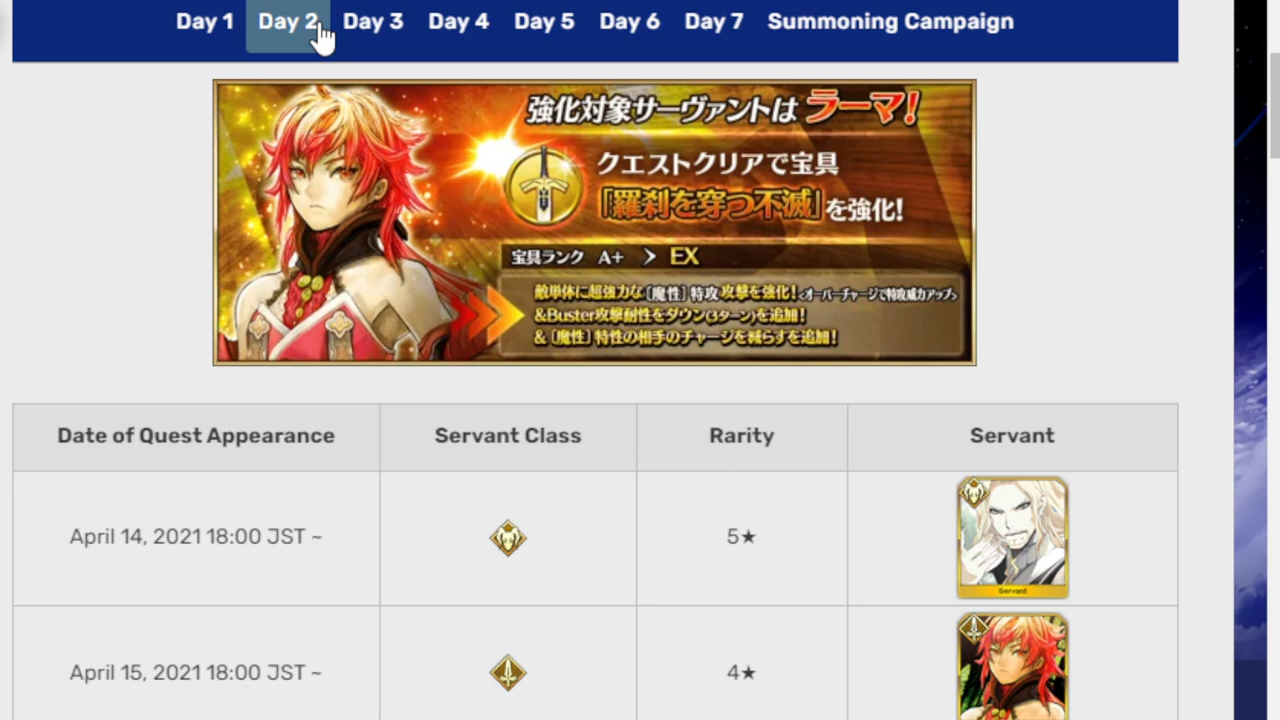 Day 1 Day 2 Day 3 Day 4 Day 5 Day 6 Day 7 Summoning Campaign
強化対象サーヴァントは ラーマ!
クエストクリアで宝具
「羅刹を穿つ不滅」を強化!
宝具ランク A+ > EX
敵単体に超強力な〔魔性〕特攻攻撃を強化!<オーバーチャージで特攻威力アップ>
&Buster攻撃耐性をダウン(3ターン)を追加!
&〔魔性〕特性の相手のチャージを減らすを追加!
Date of Quest Appearance Servant Class Rarity Servant
April 14, 2021 18:00 JST ~ 5★
Servant
April 15, 2021 18:00 JST ~ 4★